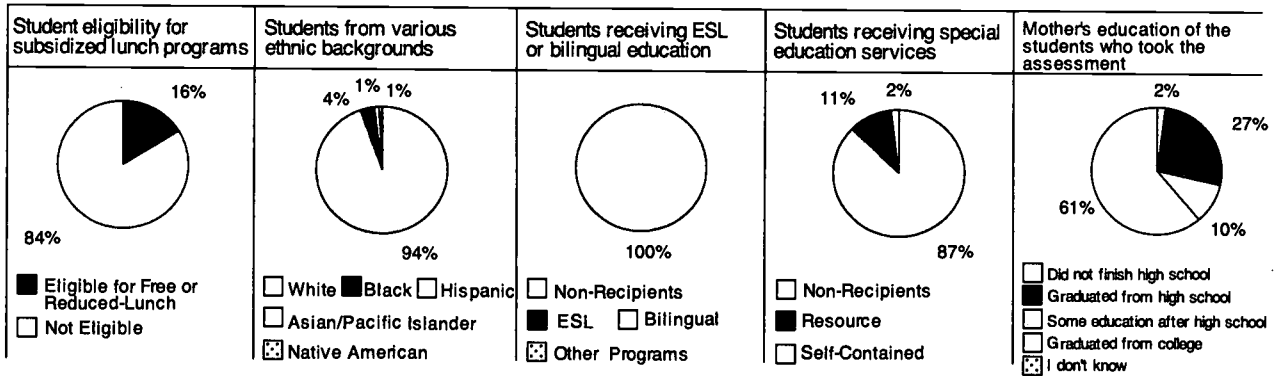 Student eligibility for
subsidized lunch programs
16%
84%
Eligible for Free or
Reduced-Lunch
Not Eligible
Students from various
ethnic backgrounds
4% 1% 1%
94%
White Black Hispanic
Asian/Pacific Islander
Native American
Students receiving ESL
or bilingual education
100%
Non-Recipients
ESL Bilingual
Other Programs
Students receiving special
education services
11% 2%
87%
Non-Recipients
Resource
Self-Contained
Mother's education of the
students who took the
assessment
2%
27%
61%
10%
Did not finish high school
Graduated from high school
Some education after high school
Graduated from college
I don't know